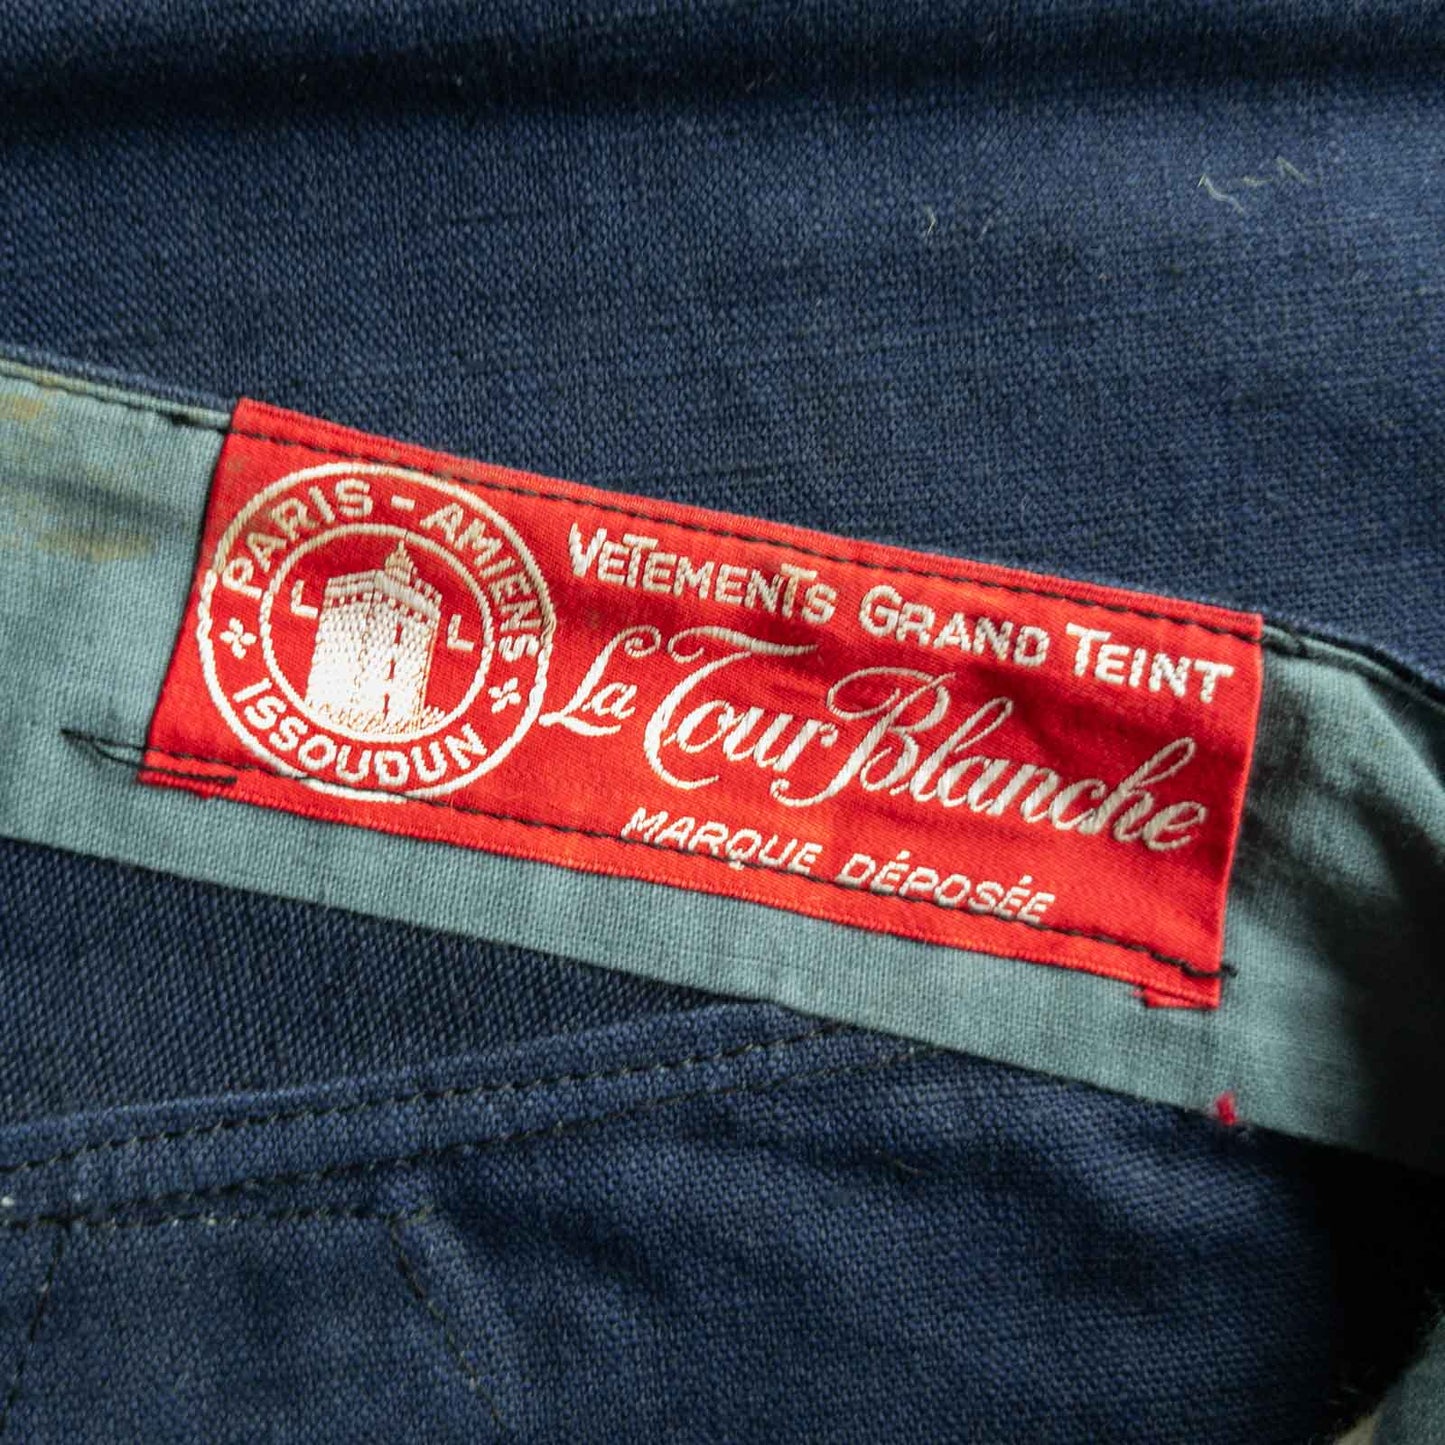 PARIS - AMIENS
L L
ISSOUDUN
VETEMENTS GRAND TEINT
La Tour Blanche
MARQUE DÉPOSÉE